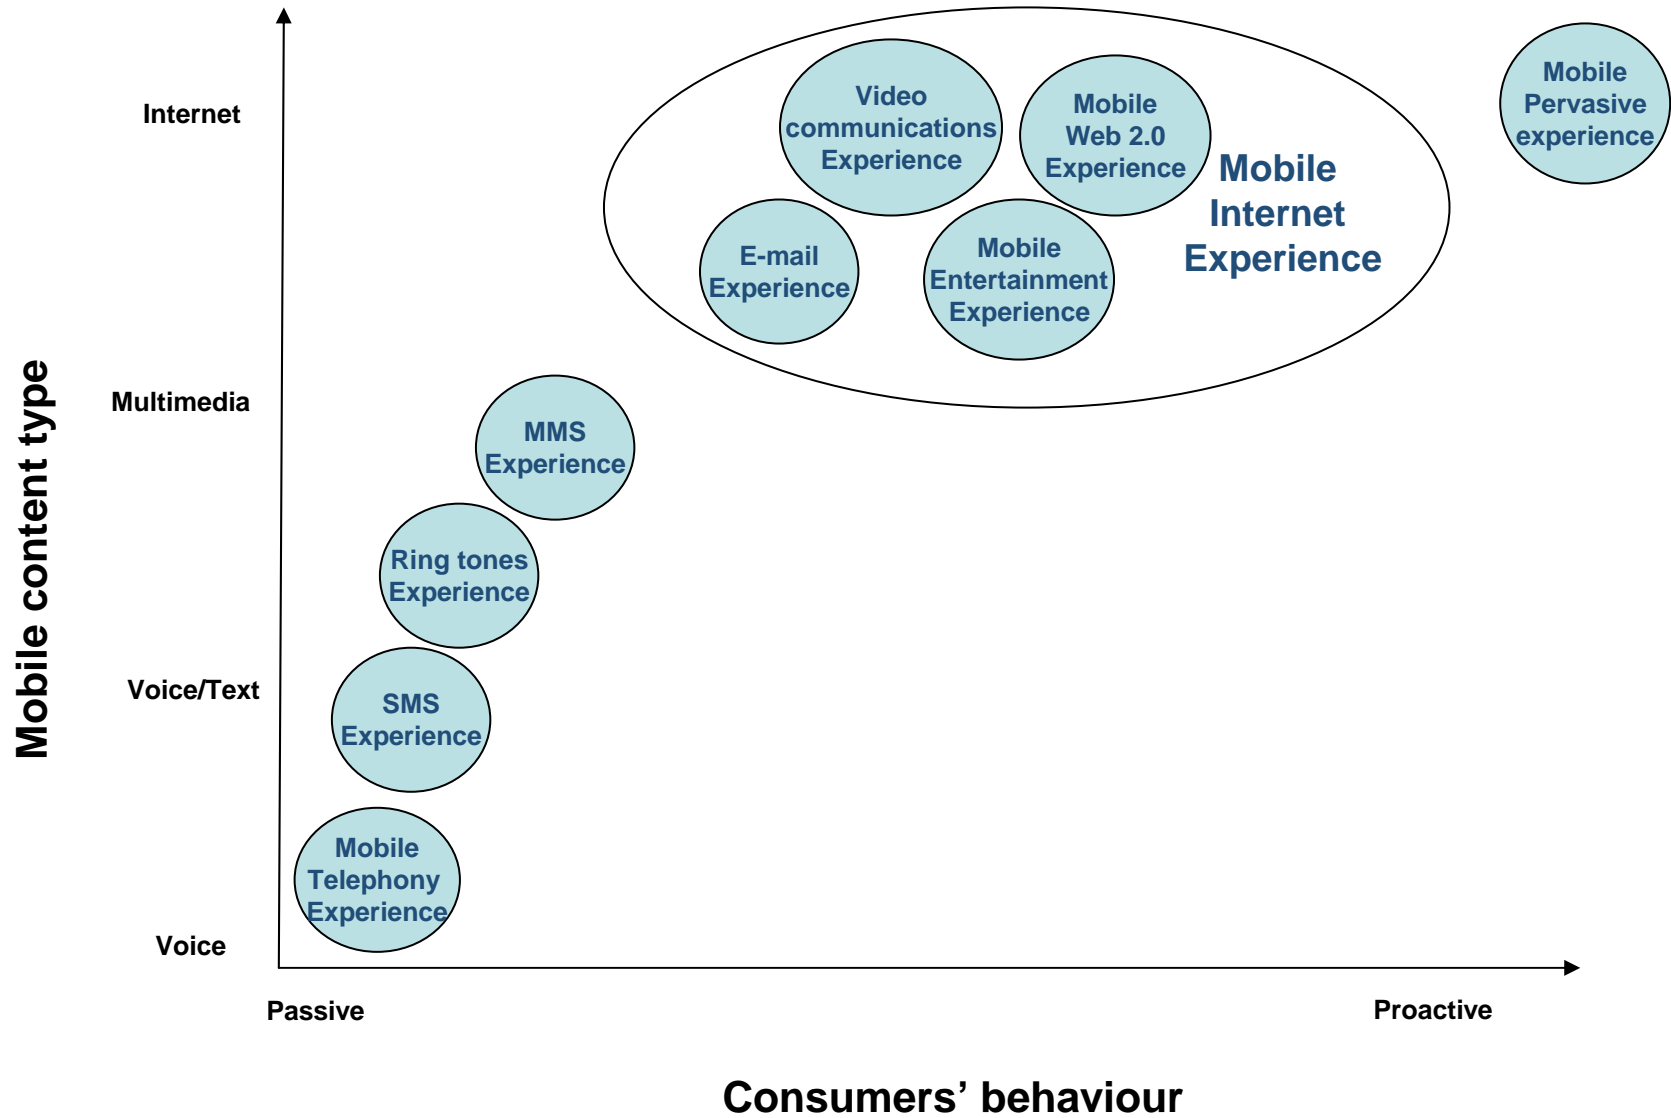 Internet
Video
communications
Experience
Mobile
Web 2.0
Experience
Mobile
Pervasive
experience
Mobile
Internet
Experience
E-mail
Experience
Mobile
Entertainment
Experience
Multimedia
MMS
Experience
Ring tones
Experience
Mobile content type
Voice/Text
SMS
Experience
Mobile
Telephony
Experience
Voice
Passive
Proactive
Consumers’ behaviour